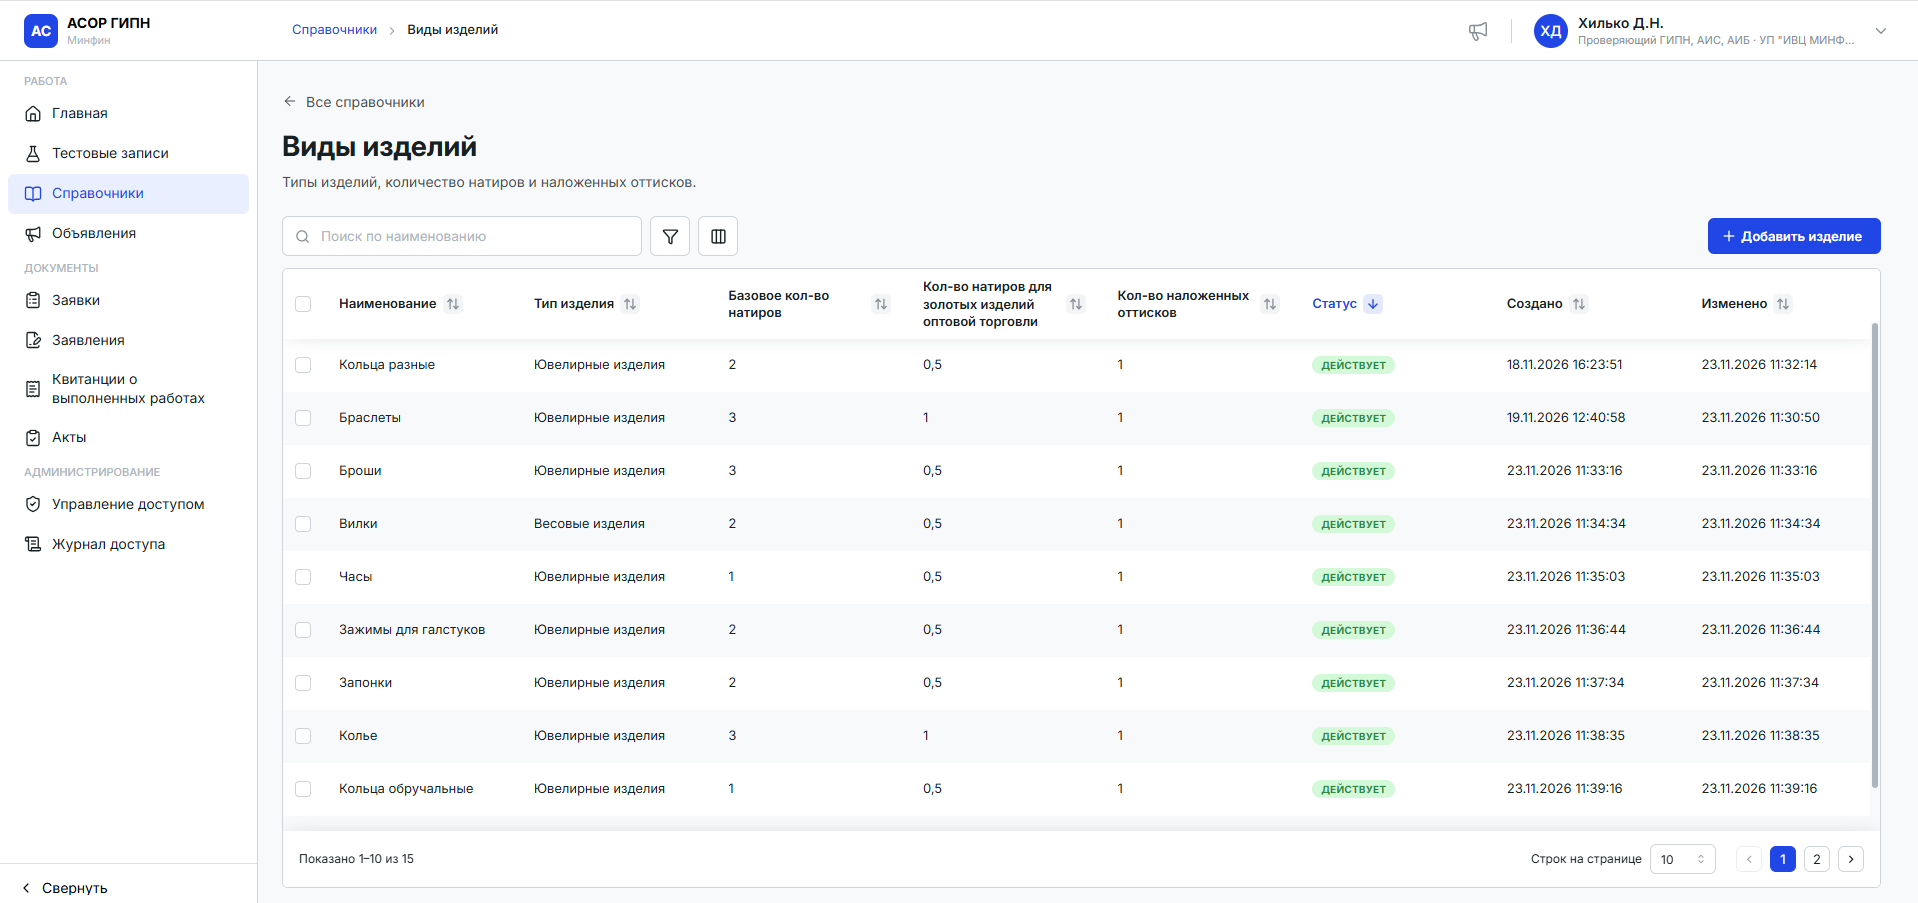 АС
АСОР ГИПН
Минфин
Справочники
Виды изделий
ХД
Хилько Д.Н.
Проверяющий ГИПН, АИС, АИБ · УП "ИВЦ МИНФ...
РАБОТА
Главная
Тестовые записи
Справочники
Объявления
ДОКУМЕНТЫ
Заявки
Заявления
Квитанции о
выполненных работах
Акты
АДМИНИСТРИРОВАНИЕ
Управление доступом
Журнал доступа
Свернуть
Все справочники
Виды изделий
Типы изделий, количество натиров и наложенных оттисков.
Поиск по наименованию
Добавить изделие
Наименование Тип изделия Базовое кол-во натиров Кол-во натиров для золотых изделий оптовой торговли Кол-во наложенных оттисков Статус Создано Изменено
Кольца разные Ювелирные изделия 2 0,5 1 ДЕЙСТВУЕТ 18.11.2026 16:23:51 23.11.2026 11:32:14
Браслеты Ювелирные изделия 3 1 1 ДЕЙСТВУЕТ 19.11.2026 12:40:58 23.11.2026 11:30:50
Броши Ювелирные изделия 3 0,5 1 ДЕЙСТВУЕТ 23.11.2026 11:33:16 23.11.2026 11:33:16
Вилки Весовые изделия 2 0,5 1 ДЕЙСТВУЕТ 23.11.2026 11:34:34 23.11.2026 11:34:34
Часы Ювелирные изделия 1 0,5 1 ДЕЙСТВУЕТ 23.11.2026 11:35:03 23.11.2026 11:35:03
Зажимы для галстуков Ювелирные изделия 2 0,5 1 ДЕЙСТВУЕТ 23.11.2026 11:36:44 23.11.2026 11:36:44
Запонки Ювелирные изделия 2 0,5 1 ДЕЙСТВУЕТ 23.11.2026 11:37:34 23.11.2026 11:37:34
Колье Ювелирные изделия 3 1 1 ДЕЙСТВУЕТ 23.11.2026 11:38:35 23.11.2026 11:38:35
Кольца обручальные Ювелирные изделия 1 0,5 1 ДЕЙСТВУЕТ 23.11.2026 11:39:16 23.11.2026 11:39:16
Показано 1–10 из 15
Строк на странице 10 1 2